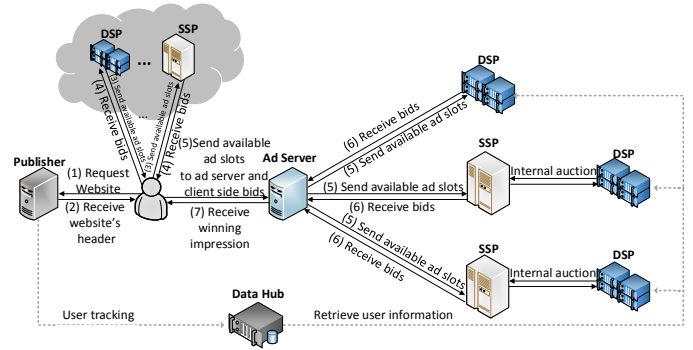 DSP
SSP
...
...
(3) Send available ad slots
(4) Receive bids
(3) Send available ad slots
(4) Receive bids
Publisher
(1) Request
Website
(2) Receive
website's
header
(5)Send available
ad slots
to ad server and
client side bids
(7) Receive
winning
impression
Ad Server
(6) Receive bids
(5) Send available ad slots
DSP
(5) Send available ad slots
(6) Receive bids
SSP
Internal auction
DSP
(5) Send available ad slots
(6) Receive bids
SSP
Internal auction
DSP
User tracking
Data Hub
Retrieve user information